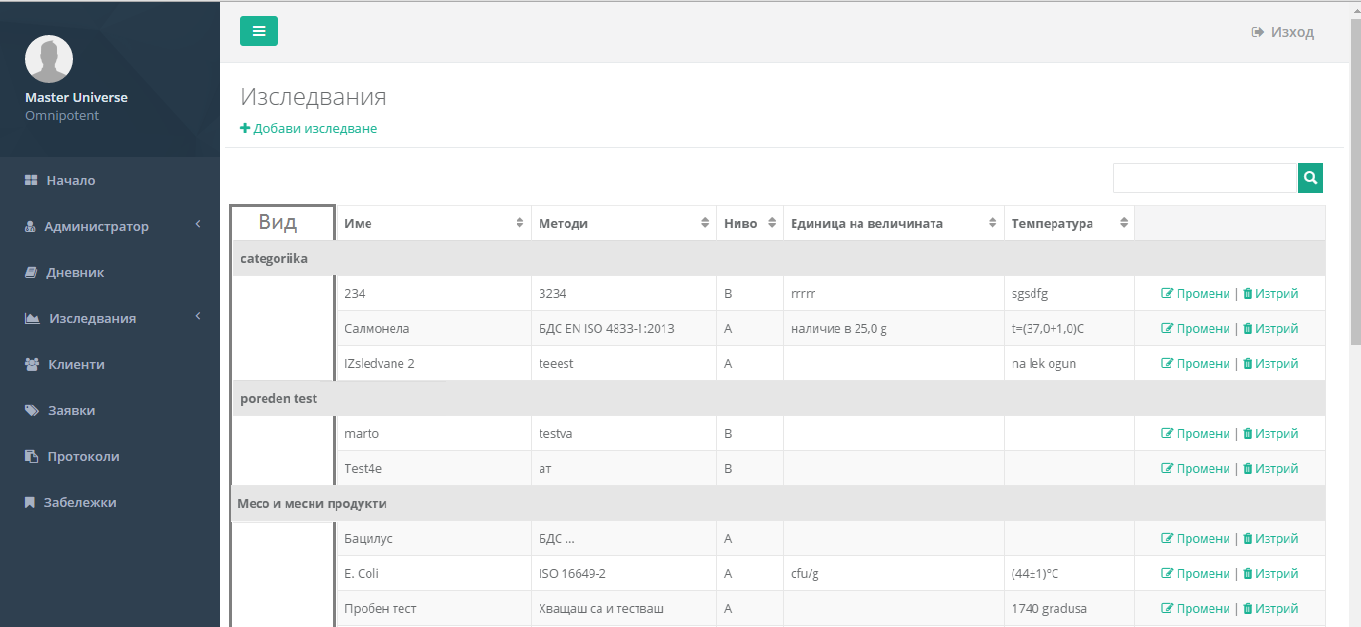 Master Universe
Omnipotent
Начало
Администратор
Дневник
Изследвания
Клиенти
Заявки
Протоколи
Забележки
Изход
Изследвания
Добави изследване
Вид Име Методи Ниво Единица на величината Температура
categoriika
234 3234 B rrrrr sgsdfg Промени | Изтрий
Салмонела БДС EN ISO 4833-1:2013 A наличие в 25,0 g t=(37,0+1,0)C Промени | Изтрий
IZsledvane 2 teeest A na lek ogun Промени | Изтрий
poreden test
marto testva B Промени | Изтрий
Test4e ат B Промени | Изтрий
Месо и месни продукти
Бацилус БДС ... A Промени | Изтрий
E. Coli ISO 16649-2 A cfu/g (44±1)°C Промени | Изтрий
Пробен тест Хващаш са и тестваш A 1740 gradusa Промени | Изтрий